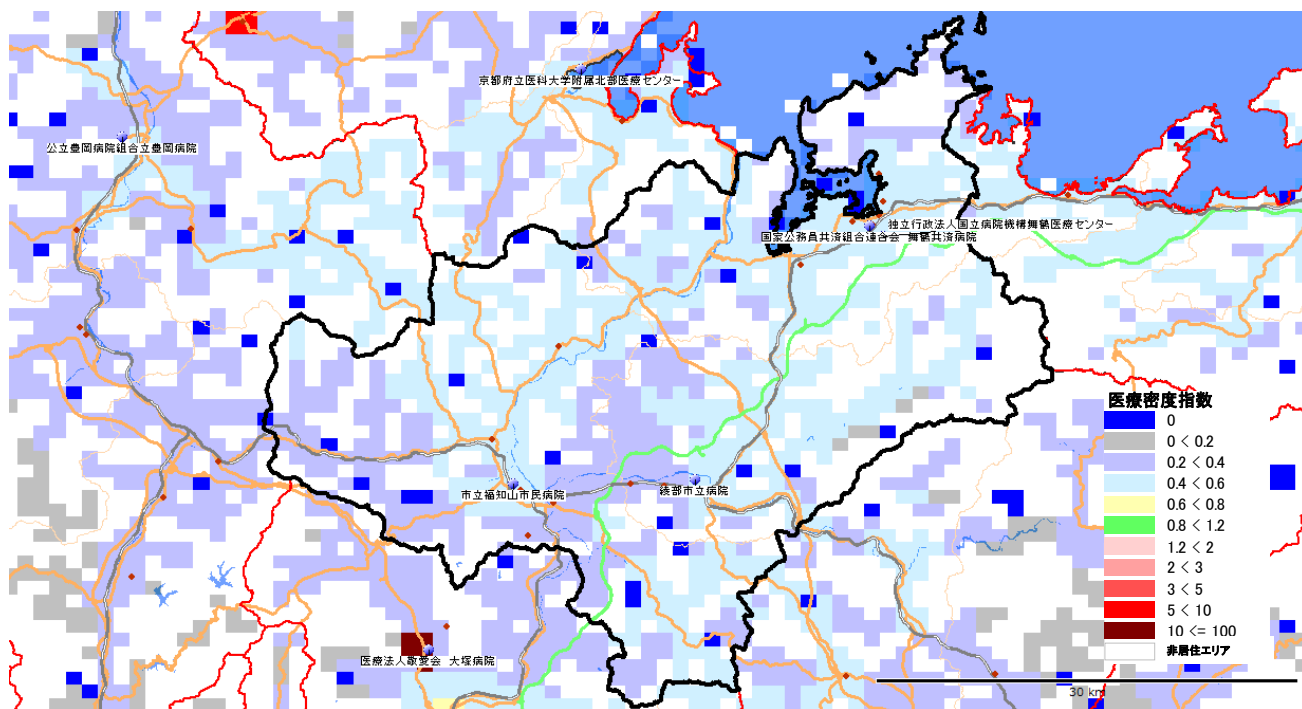 京都府立医科大学附属北部医療センター
公立豊岡病院組合立豊岡病院
独立行政法人国立病院機構舞鶴医療センター
国家公務員共済組合連合会 舞鶴共済病院
市立福知山市民病院
綾部市立病院
医療法人敬愛会 大塚病院
医療密度指数
0
0 < 0.2
0.2 < 0.4
0.4 < 0.6
0.6 < 0.8
0.8 < 1.2
1.2 < 2
2 < 3
3 < 5
5 < 10
10 <= 100
非居住エリア
30 km